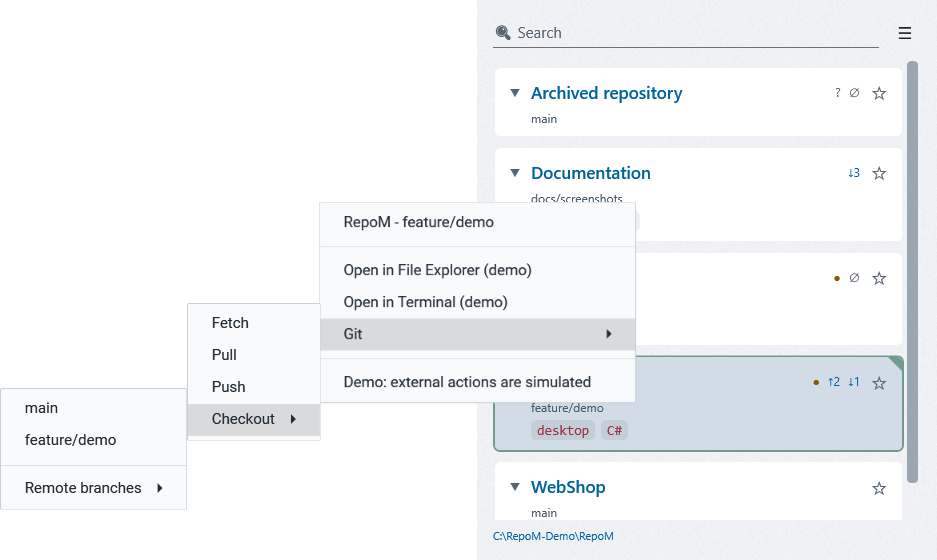 Search
Archived repository
? ∅
main
Documentation
↓3
docs/screenshots
RepoM - feature/demo
Open in File Explorer (demo)
Open in Terminal (demo)
Git
Demo: external actions are simulated
Fetch
Pull
Push
Checkout
main
feature/demo
Remote branches
∅
↑2 ↓1
feature/demo
desktop C#
WebShop
main
C:\RepoM-Demo\RepoM